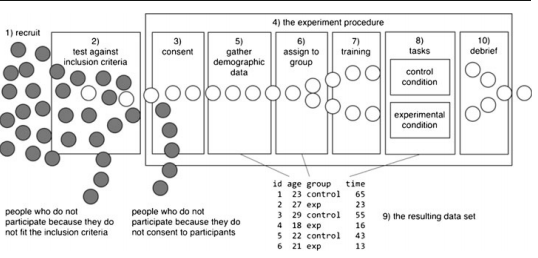 4) the experiment procedure
1) recruit
2)
test against
inclusion criteria
3)
consent
5)
gather
demographic
data
6)
assign to
group
7)
training
8)
tasks
control
condition
experimental
condition
10)
debrief
people who do not
participate because they do
not fit the inclusion criteria
people who do not
participate because they do
not consent to participants
id age group time
1 23 control 65
2 27 exp 23
3 29 control 55
4 18 exp 16
5 22 control 43
6 21 exp 13
9) the resulting data set